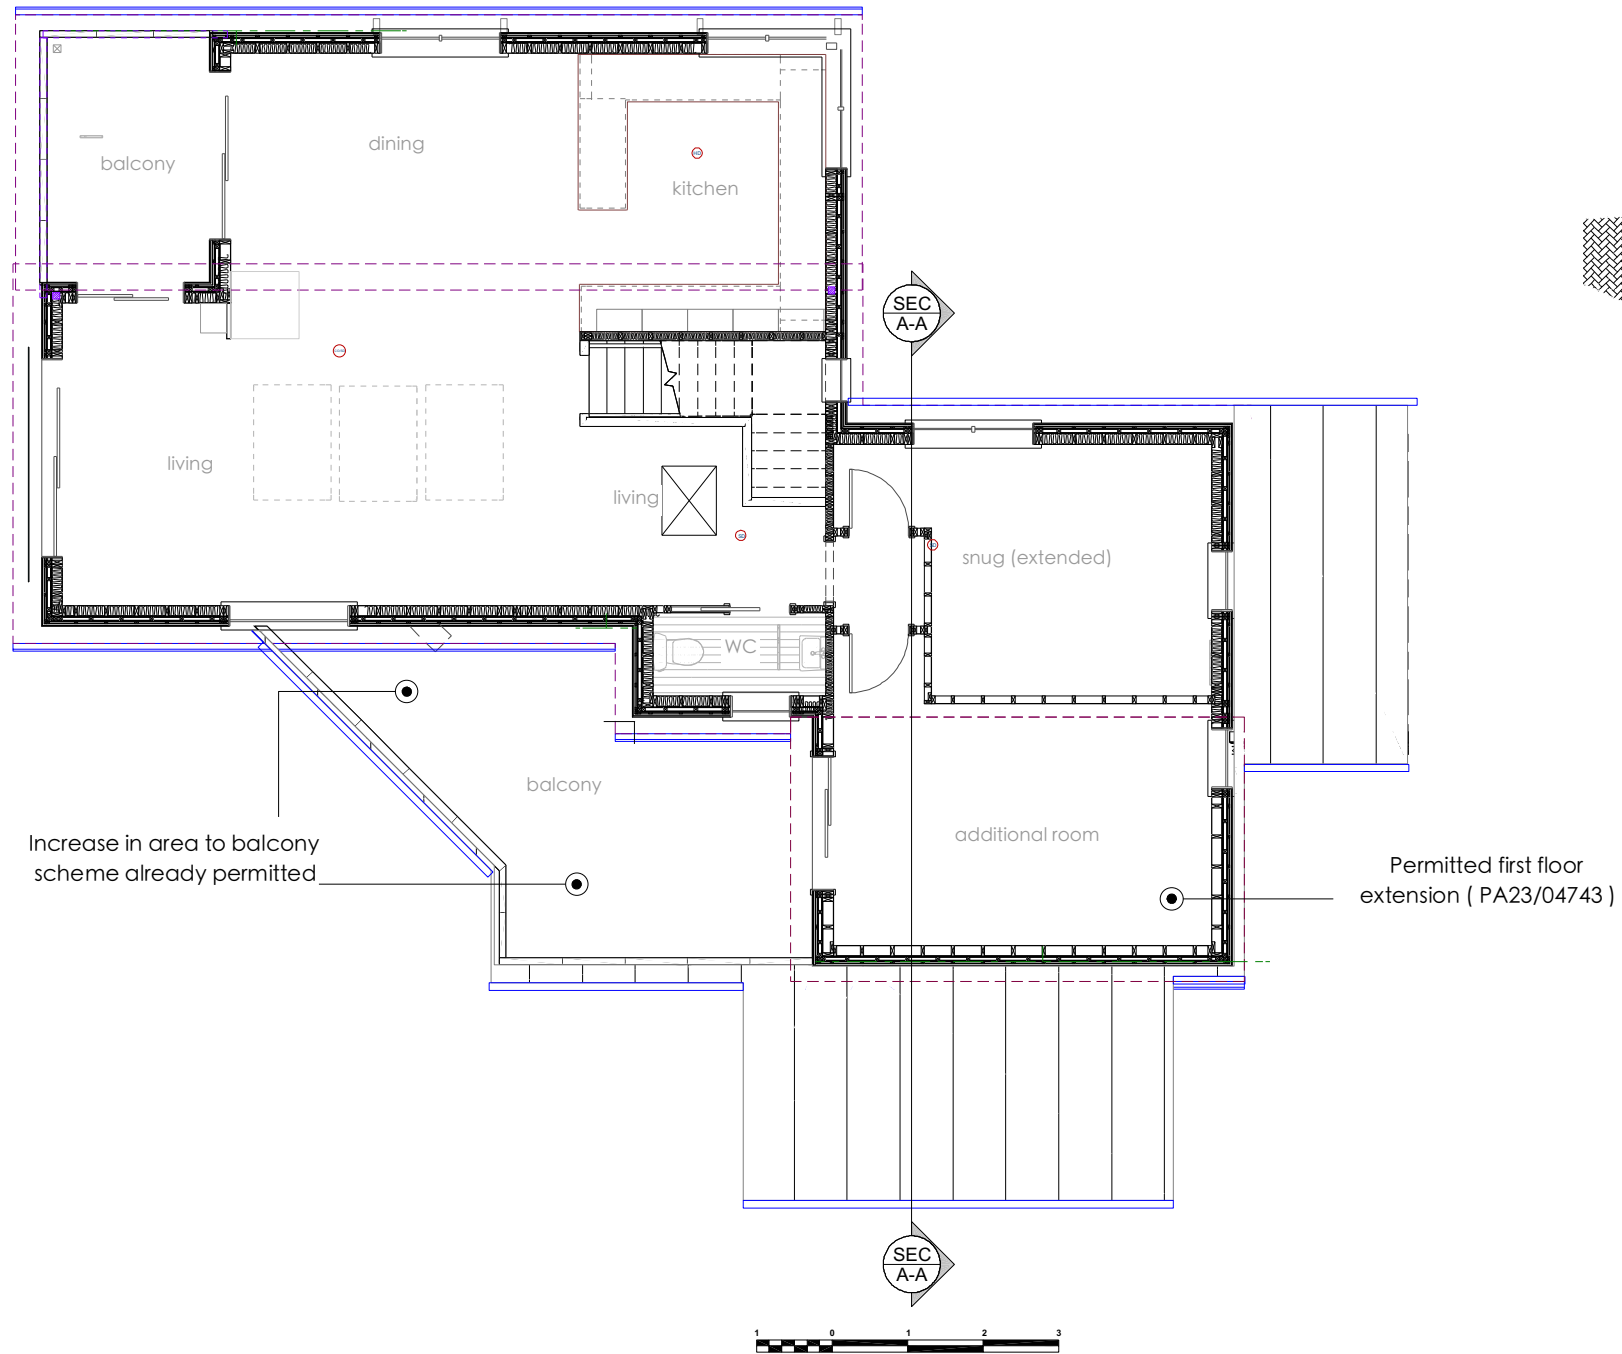 balcony
dining
kitchen
SEC
A-A
living
living
snug (extended)
WC
balcony
additional room
Increase in area to balcony
scheme already permitted
Permitted first floor
extension ( PA23/04743 )
SEC
A-A
1 0 1 2 3